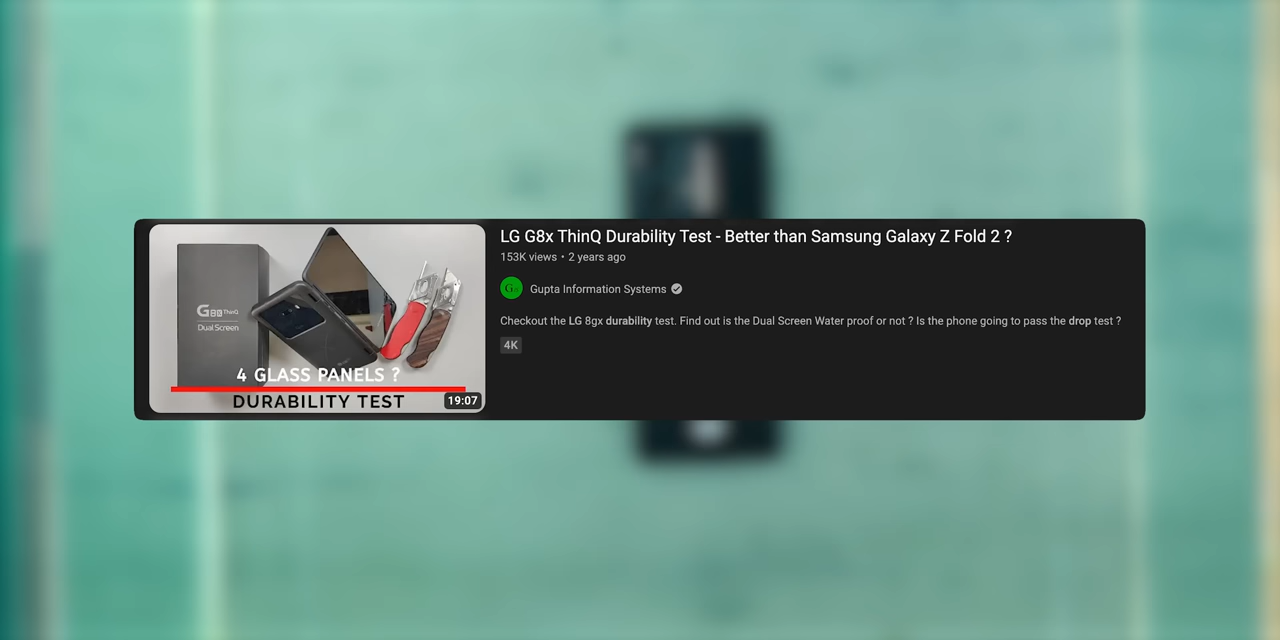 LG G8x ThinQ Durability Test - Better than Samsung Galaxy Z Fold 2 ?
153K views • 2 years ago
Gupta Information Systems
Checkout the LG 8gx durability test. Find out is the Dual Screen Water proof or not ? Is the phone going to pass the drop test ?
4K
G8X ThinQ
Dual Screen
4 GLASS PANELS ?
DURABILITY TEST
19:07